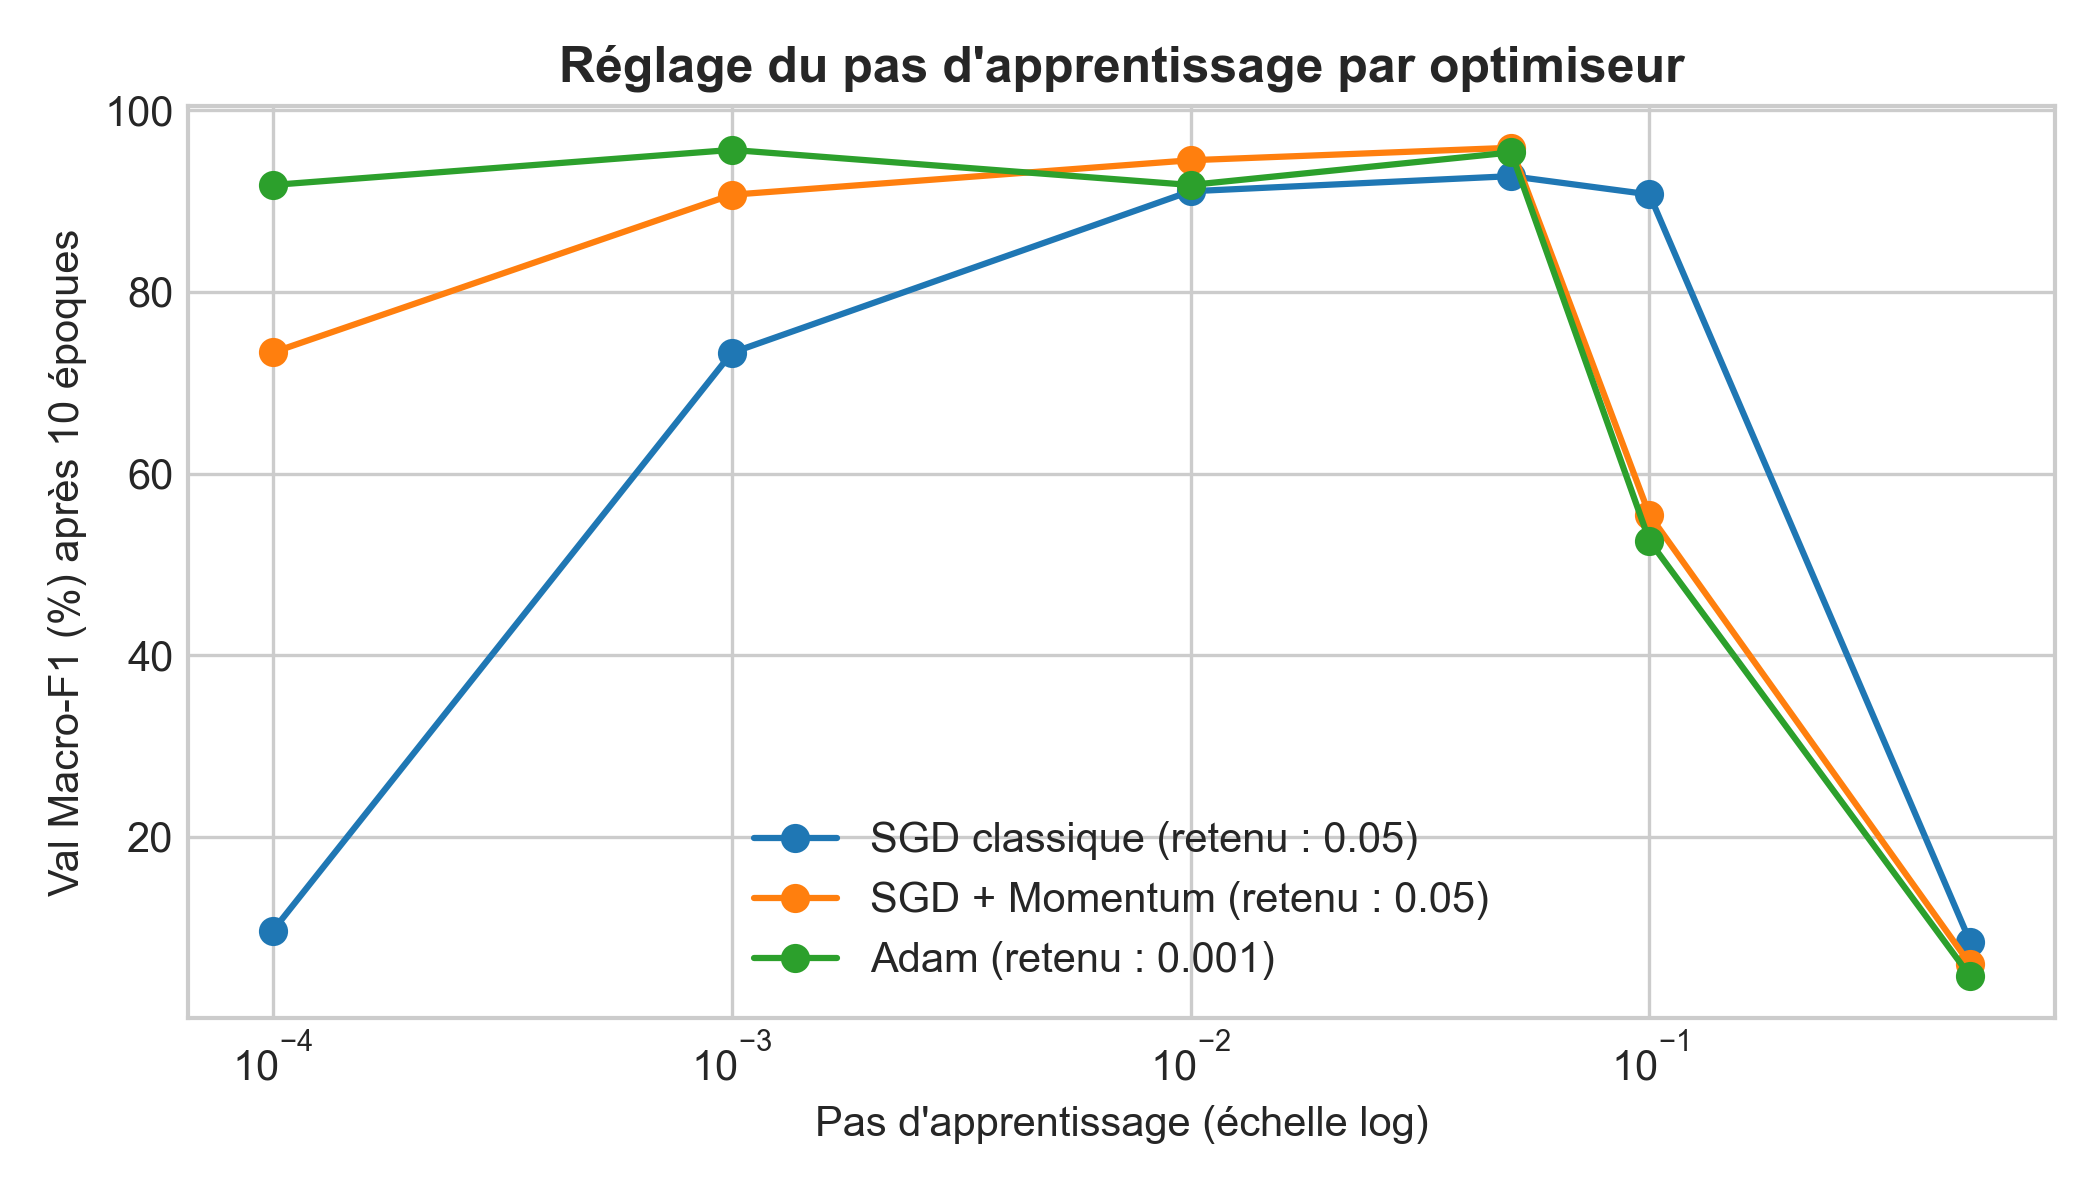 Réglage du pas d'apprentissage par optimiseur
Val Macro-F1 (%) après 10 époques
100
80
60
40
20
SGD classique (retenu : 0.05)
SGD + Momentum (retenu : 0.05)
Adam (retenu : 0.001)
10⁻⁴
10⁻³
10⁻²
10⁻¹
Pas d'apprentissage (échelle log)